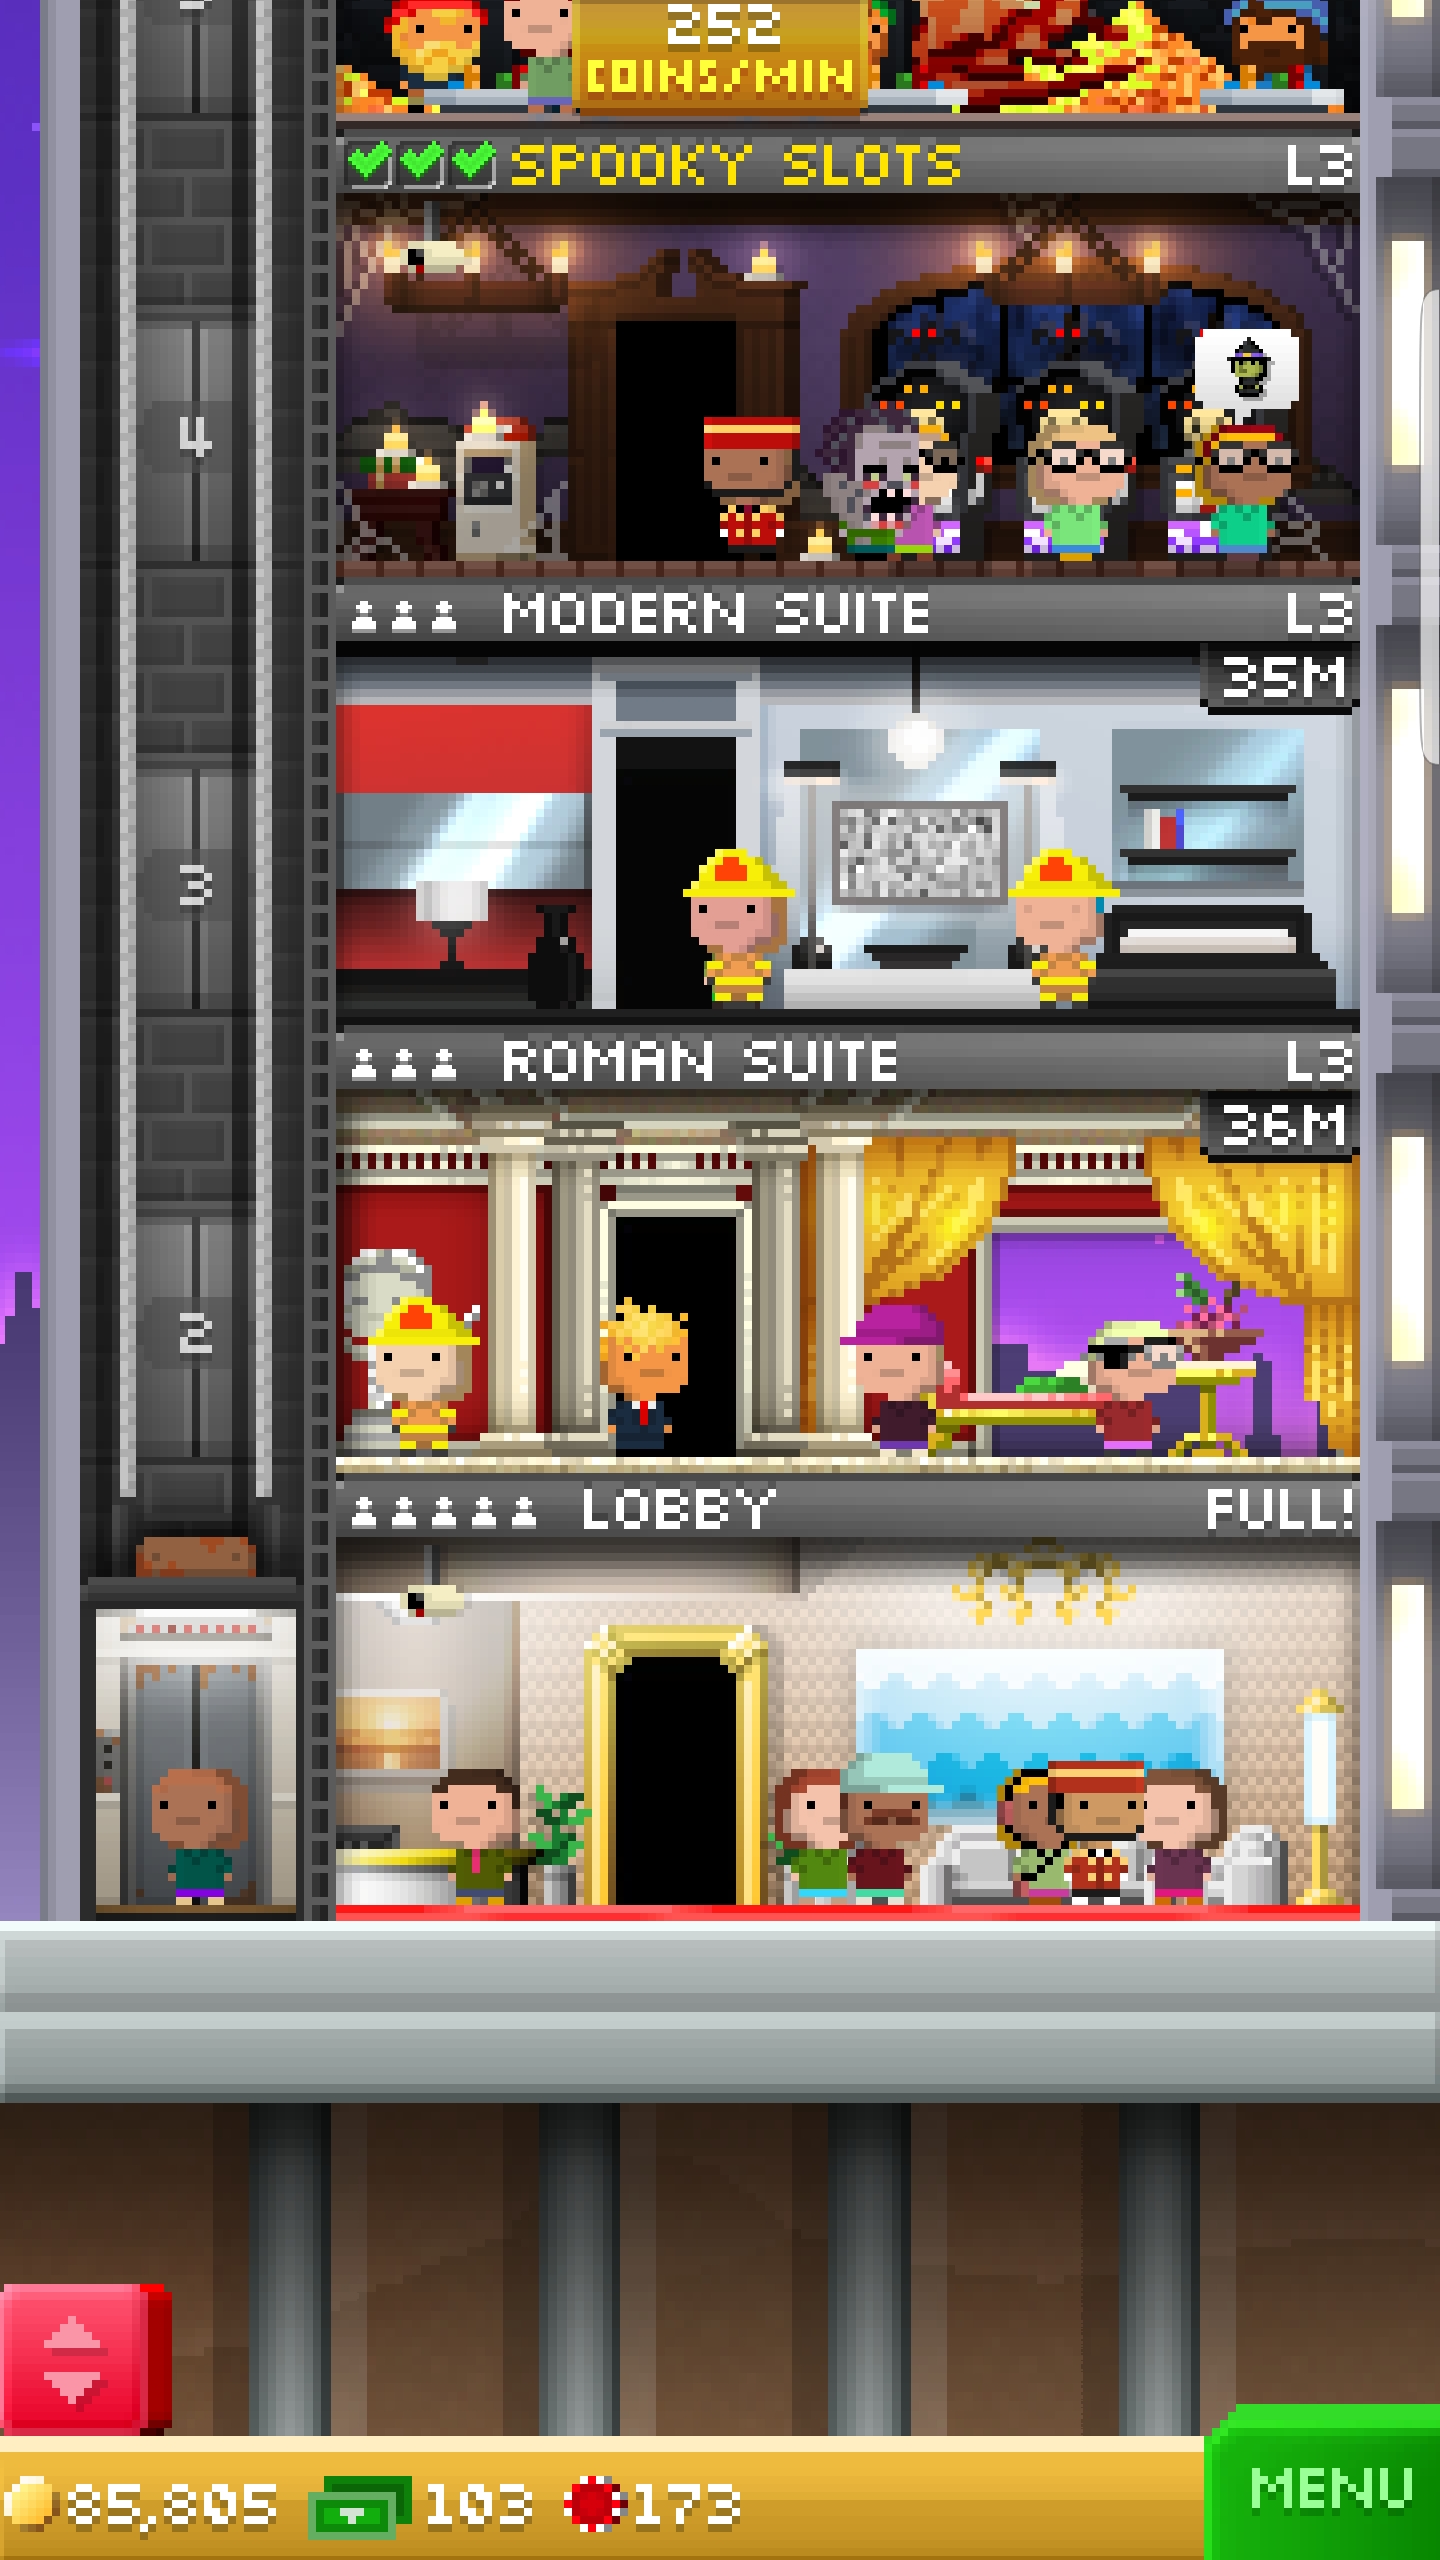 252
COINS/MIN
SPOOKY SLOTS L3
4
MODERN SUITE L3
35M
3
ROMAN SUITE L3
36M
2
LOBBY FULL!
MENU
85,805 103 173